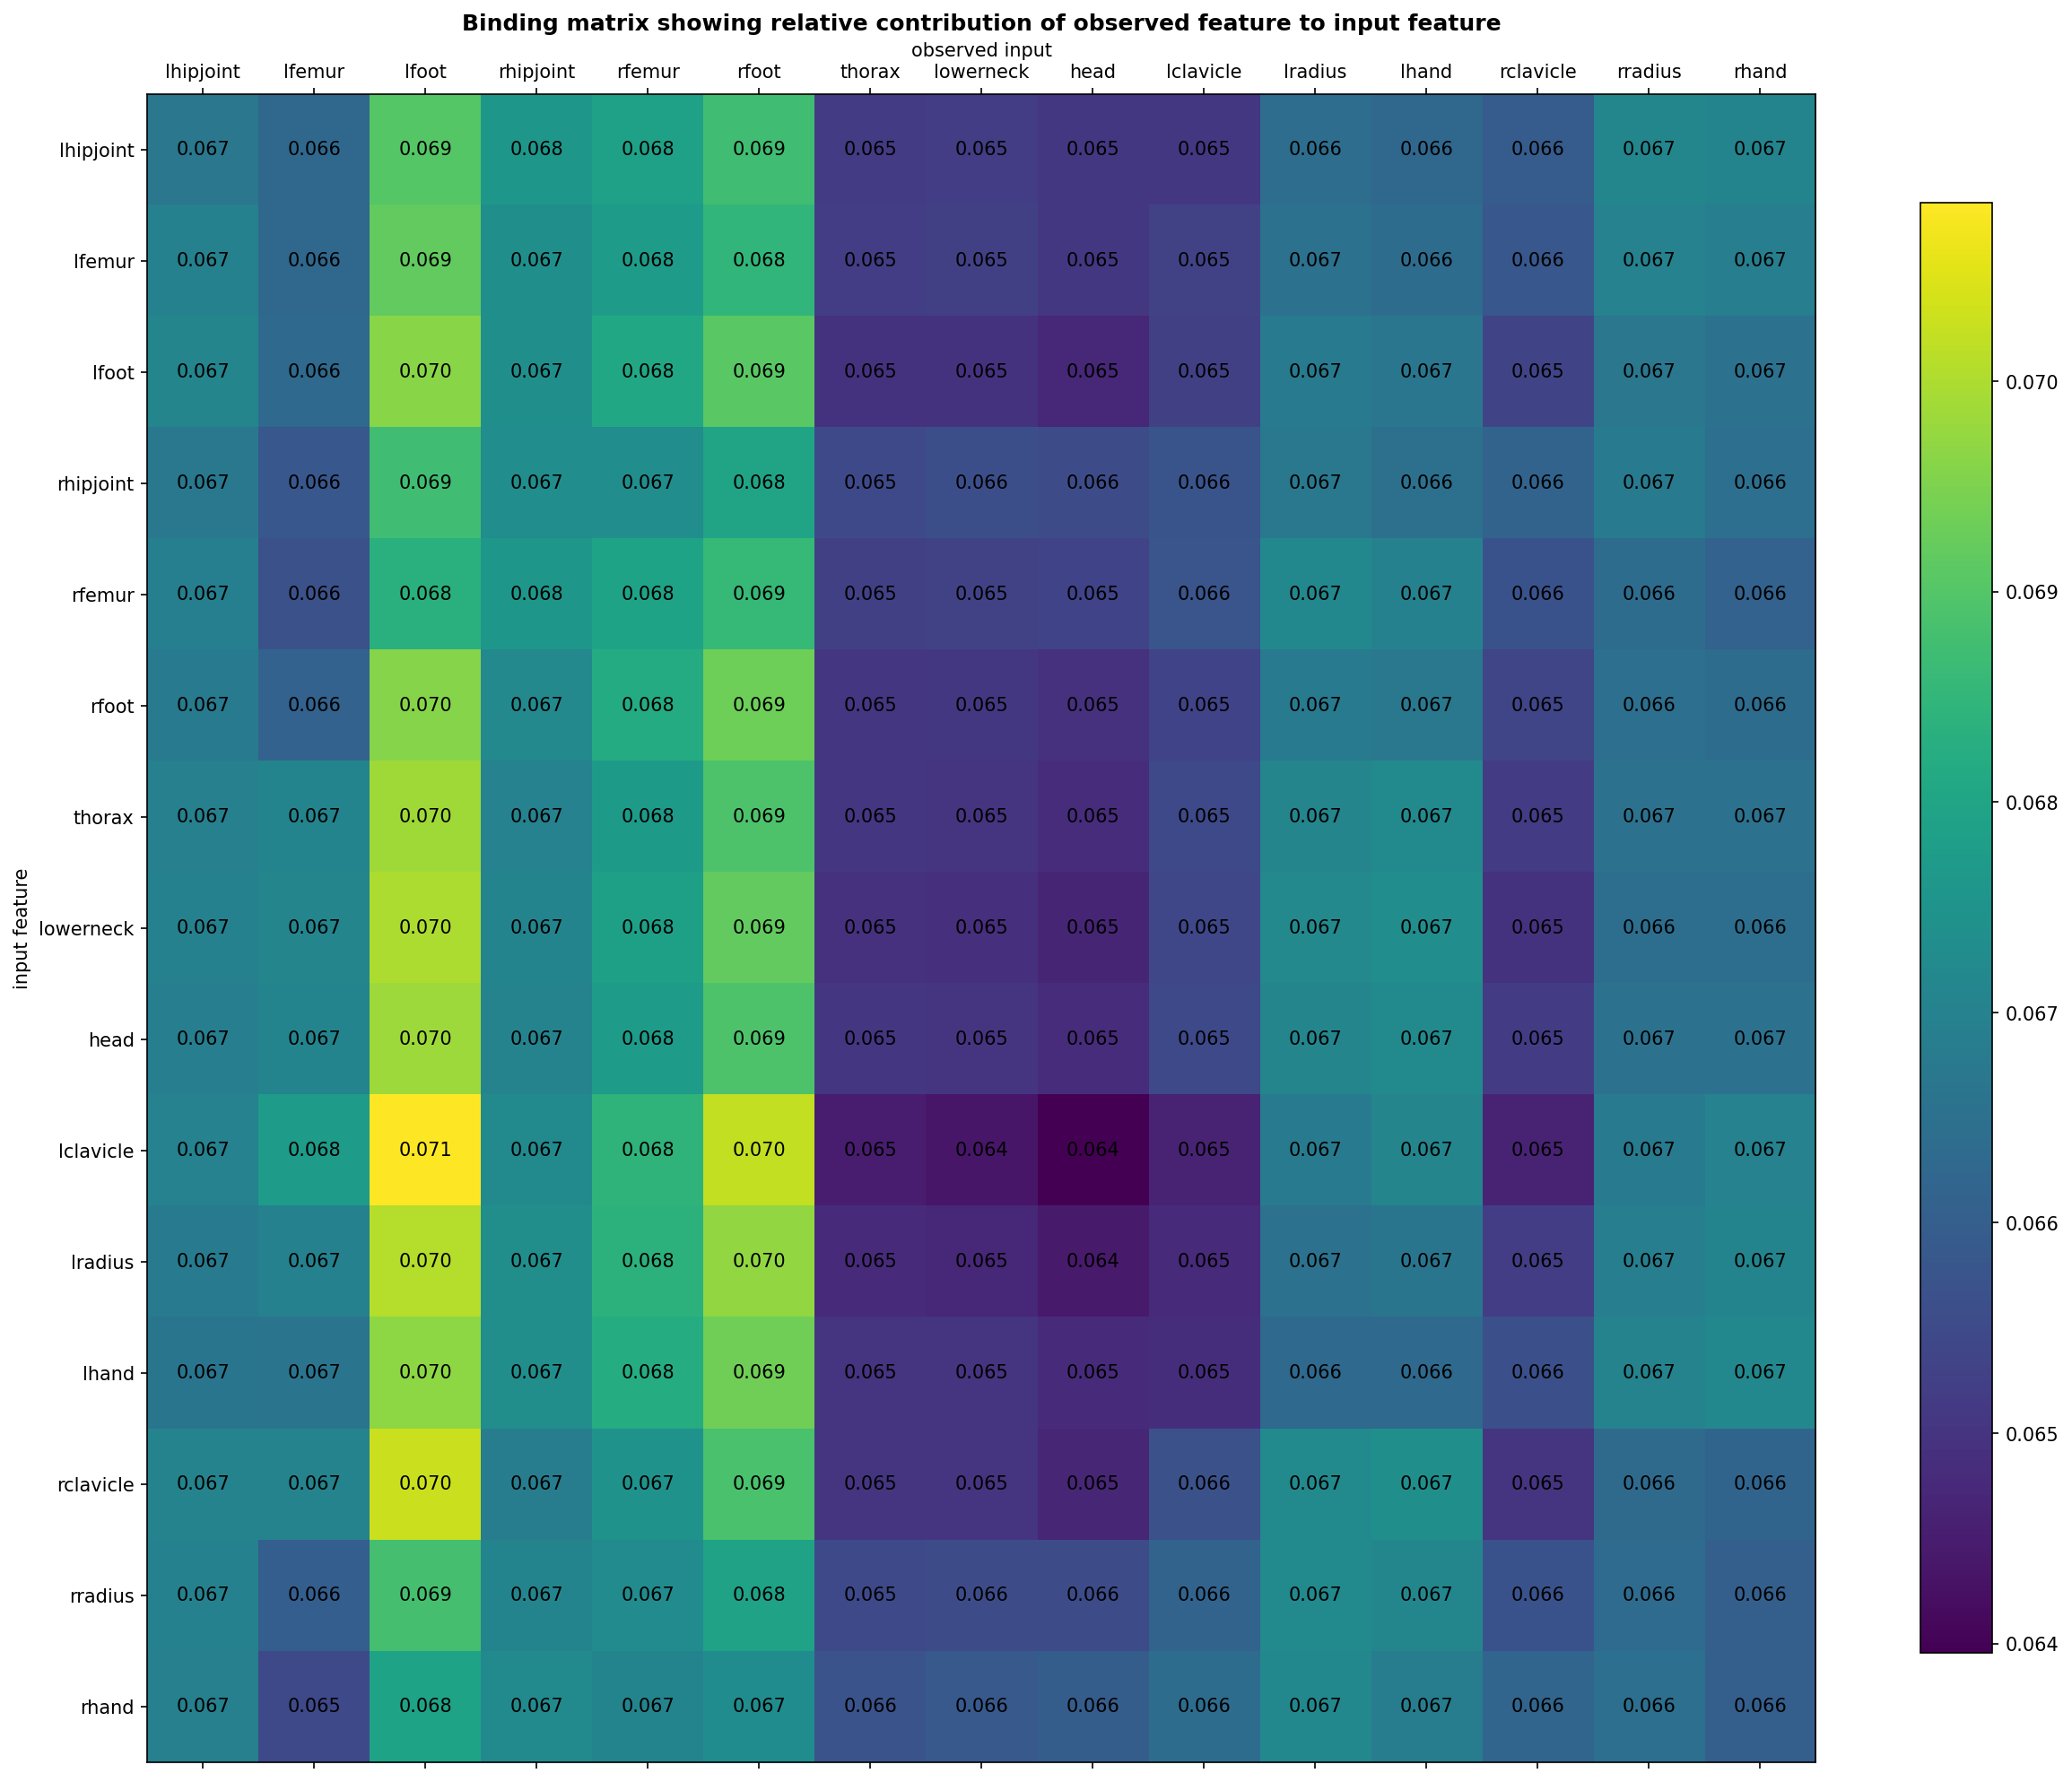 Binding matrix showing relative contribution of observed feature to input feature
observed input
lhipjoint lfemur lfoot rhipjoint rfemur rfoot thorax lowerneck head lclavicle lradius lhand rclavicle rradius rhand
lhipjoint 0.067 0.066 0.069 0.068 0.068 0.069 0.065 0.065 0.065 0.065 0.066 0.066 0.066 0.067 0.067
lfemur 0.067 0.066 0.069 0.067 0.068 0.068 0.065 0.065 0.065 0.065 0.067 0.066 0.066 0.067 0.067
lfoot 0.067 0.066 0.070 0.067 0.068 0.069 0.065 0.065 0.065 0.065 0.067 0.067 0.065 0.067 0.067
rhipjoint 0.067 0.066 0.069 0.067 0.067 0.068 0.065 0.066 0.066 0.066 0.067 0.066 0.066 0.067 0.066
rfemur 0.067 0.066 0.068 0.068 0.068 0.069 0.065 0.065 0.065 0.066 0.067 0.067 0.066 0.066 0.066
rfoot 0.067 0.066 0.070 0.067 0.068 0.069 0.065 0.065 0.065 0.065 0.067 0.067 0.065 0.066 0.066
thorax 0.067 0.067 0.070 0.067 0.068 0.069 0.065 0.065 0.065 0.065 0.067 0.067 0.065 0.067 0.067
lowerneck 0.067 0.067 0.070 0.067 0.068 0.069 0.065 0.065 0.065 0.065 0.067 0.067 0.065 0.066 0.066
head 0.067 0.067 0.070 0.067 0.068 0.069 0.065 0.065 0.065 0.065 0.067 0.067 0.065 0.067 0.067
lclavicle 0.067 0.068 0.071 0.067 0.068 0.070 0.065 0.064 0.064 0.065 0.067 0.067 0.065 0.067 0.067
lradius 0.067 0.067 0.070 0.067 0.068 0.070 0.065 0.065 0.064 0.065 0.067 0.067 0.065 0.067 0.067
lhand 0.067 0.067 0.070 0.067 0.068 0.069 0.065 0.065 0.065 0.065 0.066 0.066 0.066 0.067 0.067
rclavicle 0.067 0.067 0.070 0.067 0.067 0.069 0.065 0.065 0.065 0.066 0.067 0.067 0.065 0.066 0.066
rradius 0.067 0.066 0.069 0.067 0.067 0.068 0.065 0.066 0.066 0.066 0.067 0.067 0.066 0.066 0.066
rhand 0.067 0.065 0.068 0.067 0.067 0.067 0.066 0.066 0.066 0.066 0.067 0.067 0.066 0.066 0.066
input feature
0.070
0.069
0.068
0.067
0.066
0.065
0.064